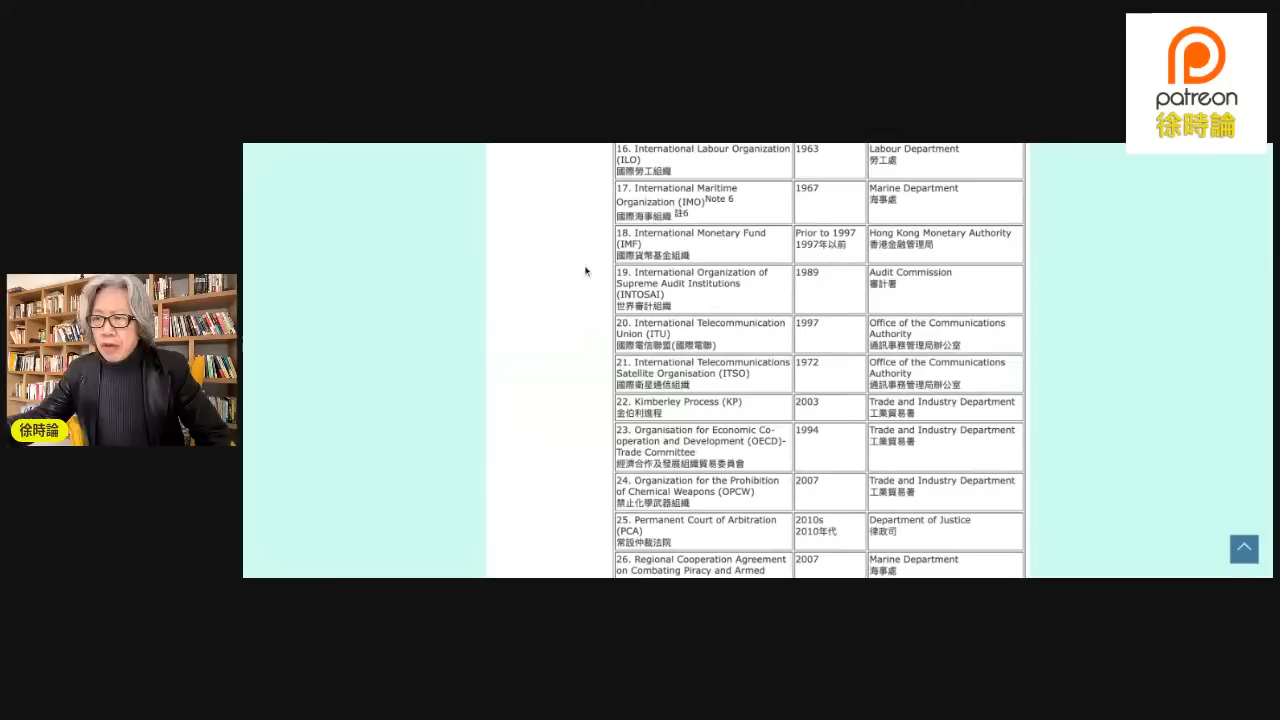 patreon
徐時論
16. International Labour Organization
(ILO)
國際勞工組織
1963
Labour Department
勞工處
17. International Maritime
Organization (IMO)Note 6
國際海事組織 註6
1967
Marine Department
海事處
18. International Monetary Fund
(IMF)
國際貨幣基金組織
Prior to 1997
1997年以前
Hong Kong Monetary Authority
香港金融管理局
19. International Organization of
Supreme Audit Institutions
(INTOSAI)
世界審計組織
1989
Audit Commission
審計署
20. International Telecommunication
Union (ITU)
國際電信聯盟(國際電聯)
1997
Office of the Communications
Authority
通訊事務管理局辦公室
21. International Telecommunications
Satellite Organisation (ITSO)
國際衛星通信組織
1972
Office of the Communications
Authority
通訊事務管理局辦公室
22. Kimberley Process (KP)
金伯利進程
2003
Trade and Industry Department
工業貿易署
23. Organisation for Economic Co-
operation and Development (OECD)-
Trade Committee
經濟合作及發展組織貿易委員會
1994
Trade and Industry Department
工業貿易署
24. Organization for the Prohibition
of Chemical Weapons (OPCW)
禁止化學武器組織
2007
Trade and Industry Department
工業貿易署
25. Permanent Court of Arbitration
(PCA)
常設仲裁法院
2010s
2010年代
Department of Justice
律政司
26. Regional Cooperation Agreement
on Combating Piracy and Armed
2007
Marine Department
海事處
徐時論